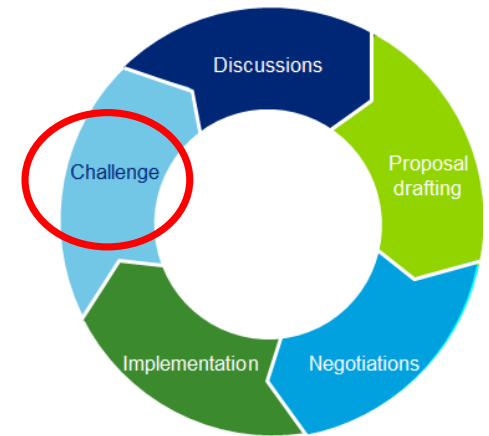 Discussions
Proposal
drafting
Negotiations
Implementation
Challenge